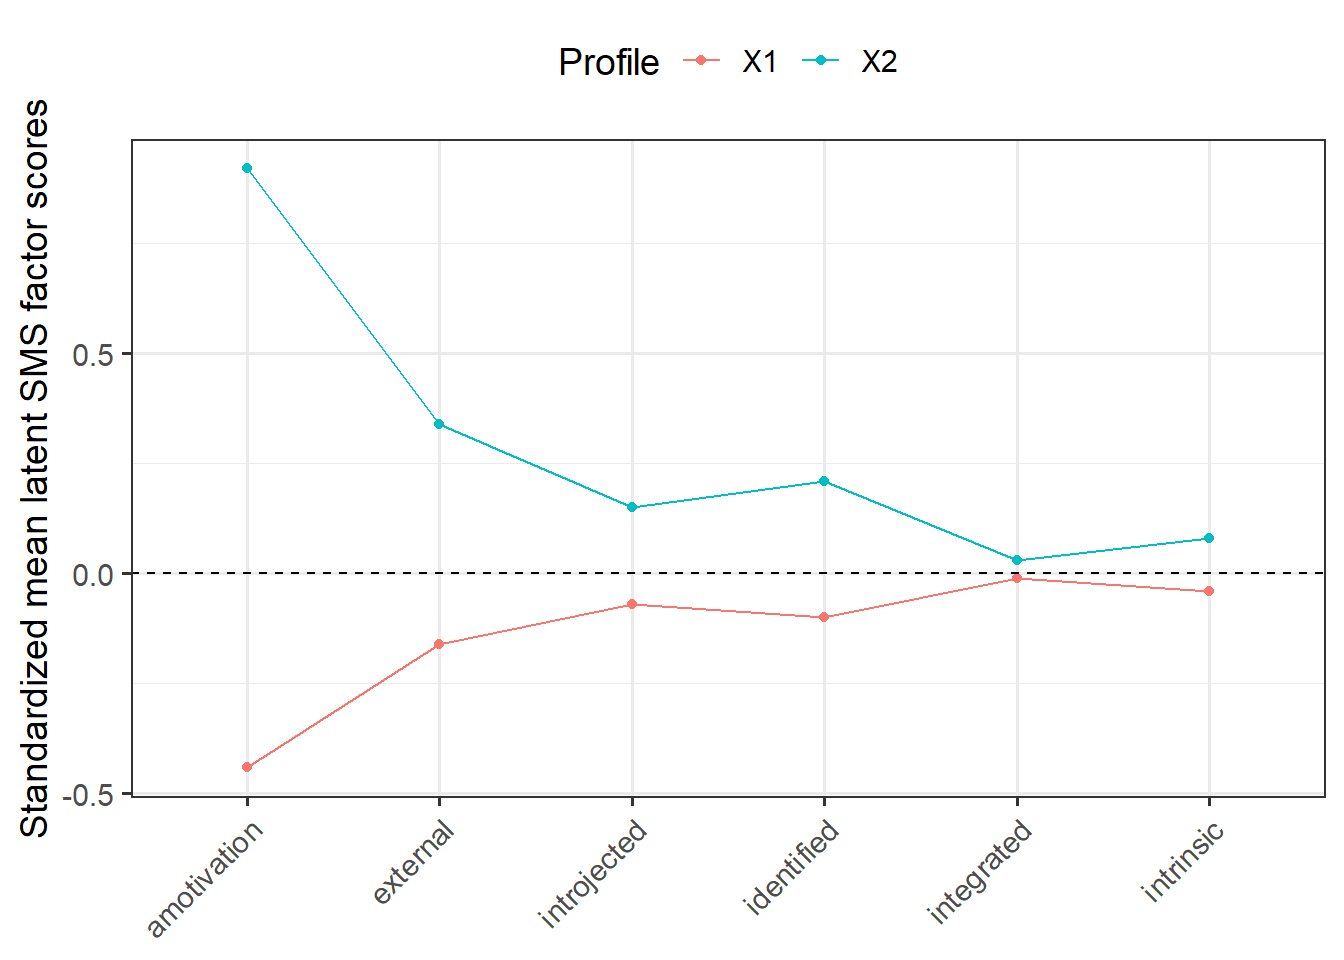 Profile X1 X2
Standardized mean latent SMS factor scores
0.5
0.0
-0.5
amotivation
external
introjected
identified
integrated
intrinsic